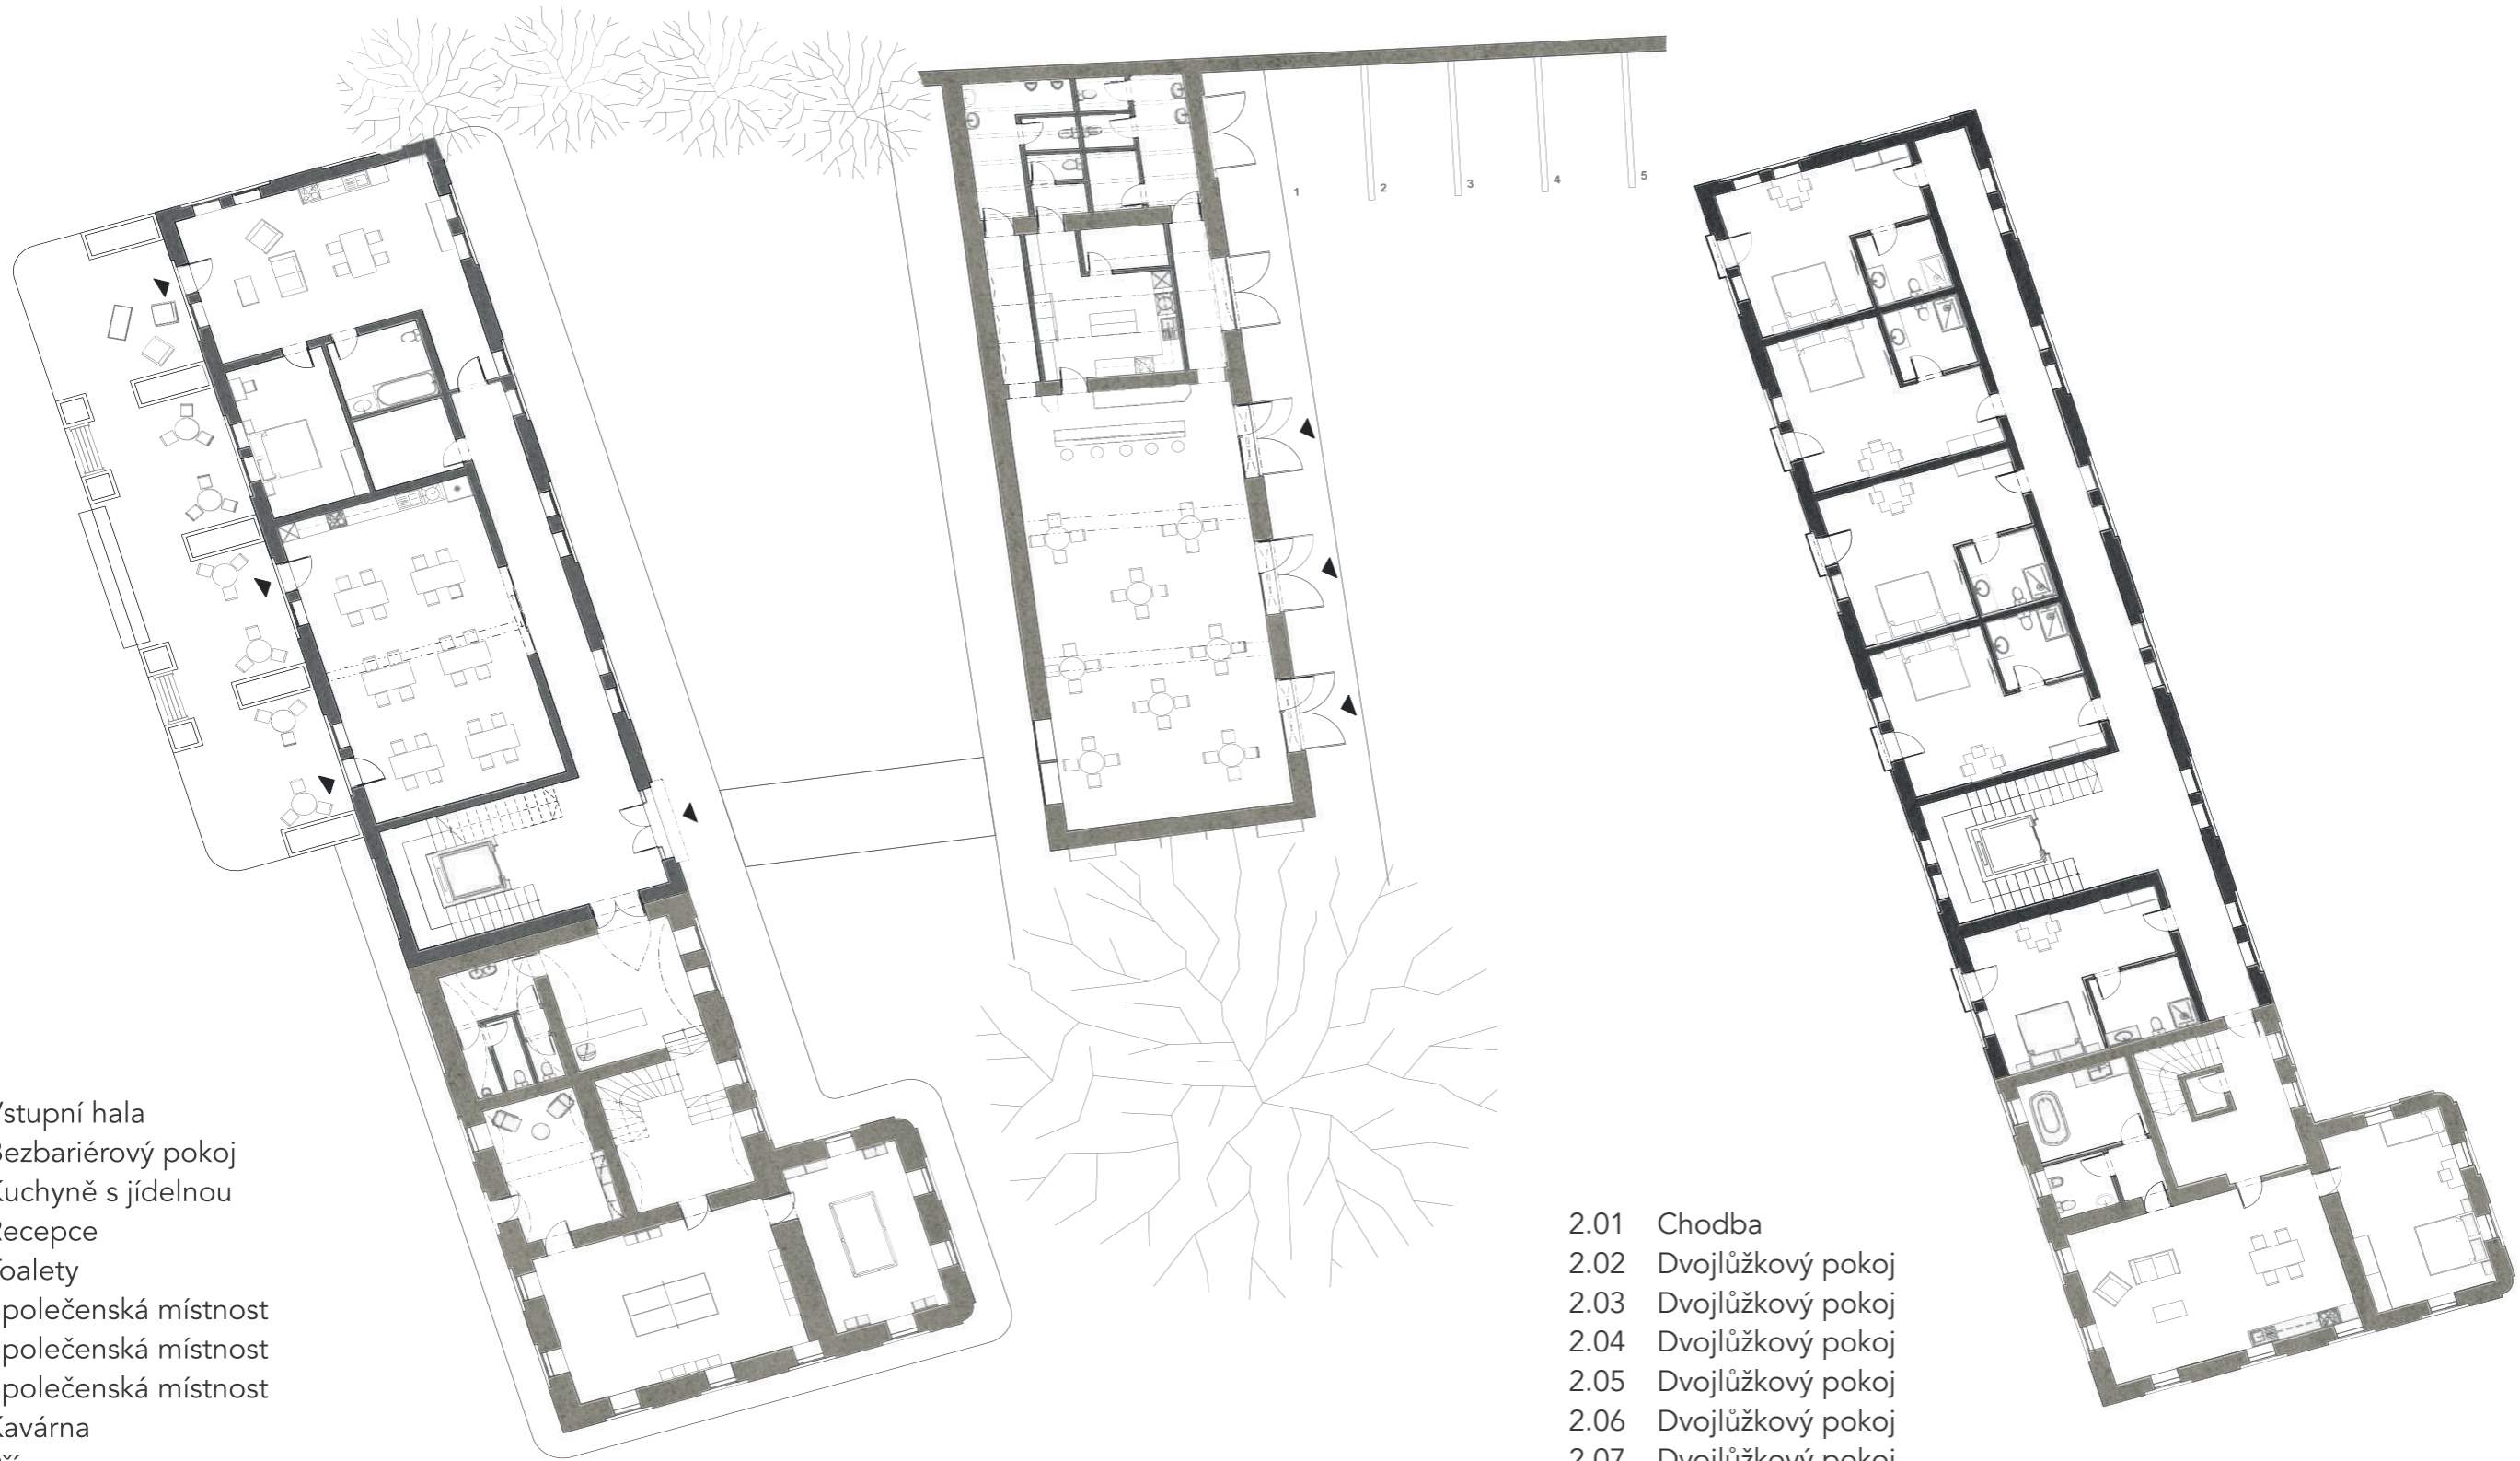 1
2
3
4
5
Vstupní hala
Bezbariérový pokoj
Kuchyně s jídelnou
Recepce
Toalety
společenská místnost
společenská místnost
společenská místnost
Kavárna
2.01 Chodba
2.02 Dvojlůžkový pokoj
2.03 Dvojlůžkový pokoj
2.04 Dvojlůžkový pokoj
2.05 Dvojlůžkový pokoj
2.06 Dvojlůžkový pokoj
2.07 Dvojlůžkový pokoj